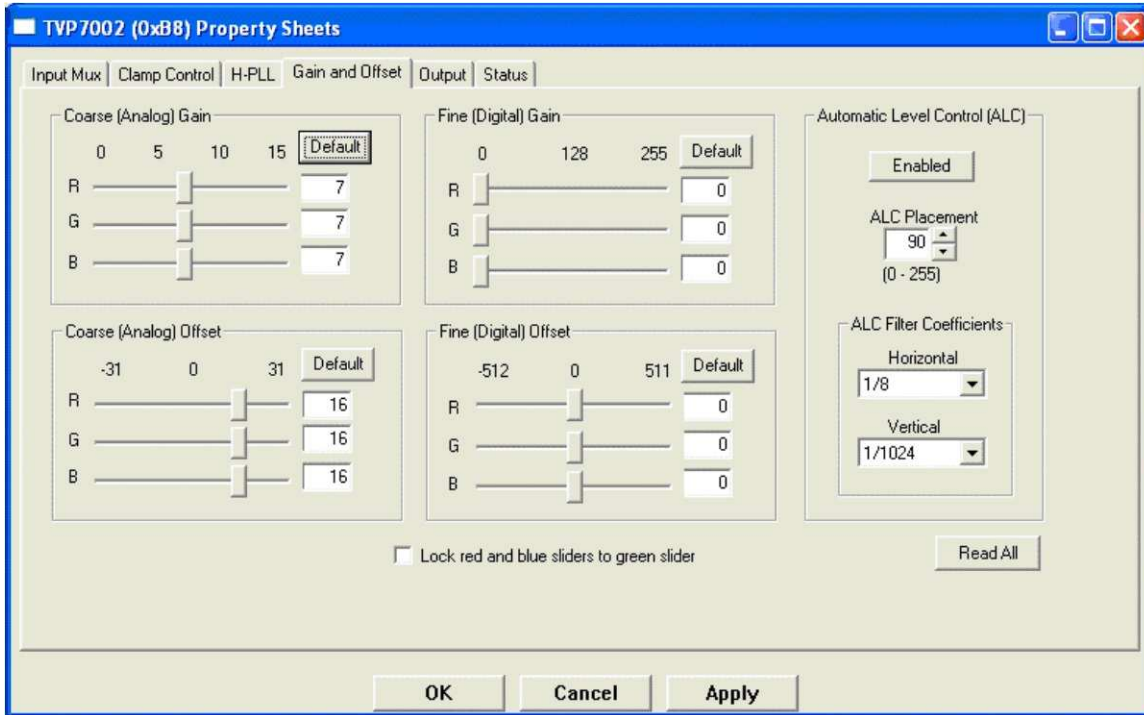 TVP7002 (0xB8) Property Sheets
Input Mux Clamp Control H-PLL Gain and Offset Output Status
Coarse (Analog) Gain
0 5 10 15 Default
R 7
G 7
B 7
Fine (Digital) Gain
0 128 255 Default
R 0
G 0
B 0
Automatic Level Control (ALC)
Enabled
ALC Placement
90
(0 - 255)
Coarse (Analog) Offset
-31 0 31 Default
R 16
G 16
B 16
Fine (Digital) Offset
-512 0 511 Default
R 0
G 0
B 0
ALC Filter Coefficients
Horizontal
1/8
Vertical
1/1024
Lock red and blue sliders to green slider
Read All
OK Cancel Apply